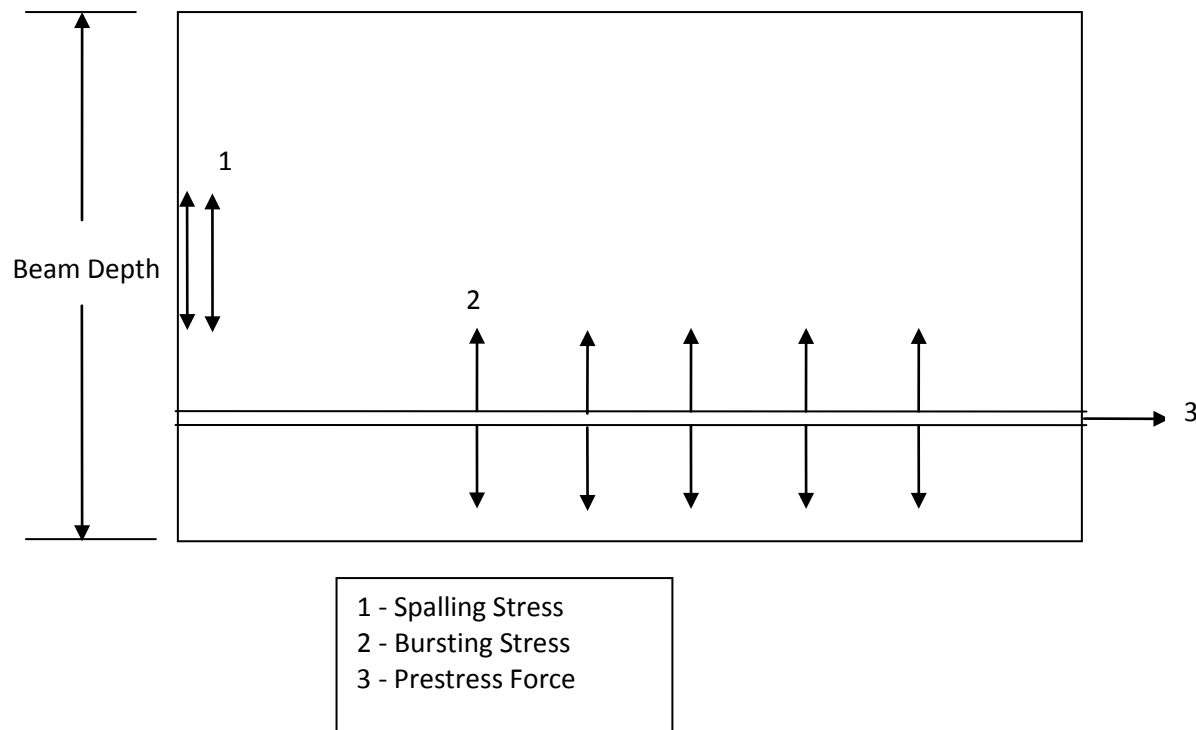 1
Beam Depth
2
3
1 - Spalling Stress
2 - Bursting Stress
3 - Prestress Force